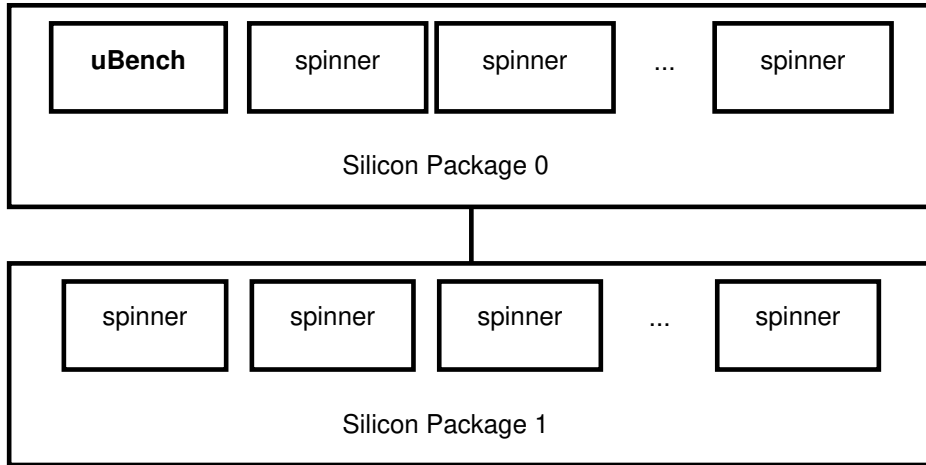 uBench spinner spinner ... spinner
Silicon Package 0
spinner spinner spinner ... spinner
Silicon Package 1